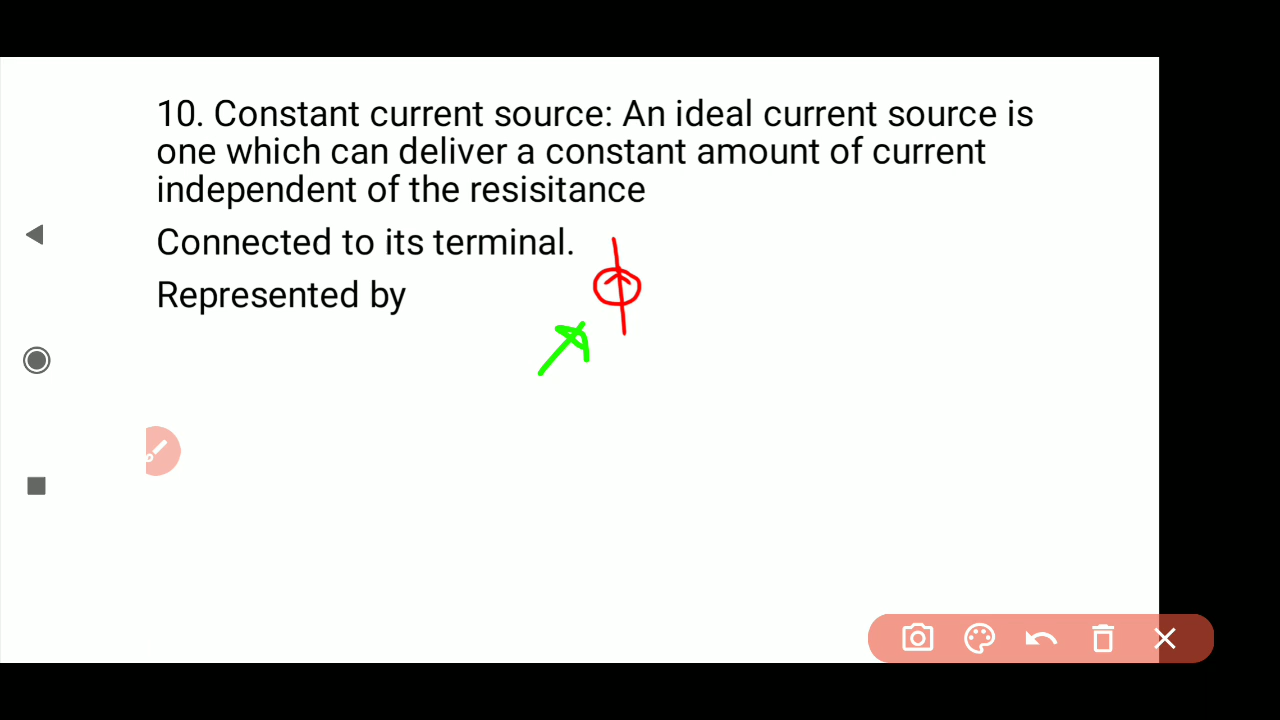 10. Constant current source: An ideal current source is
one which can deliver a constant amount of current
independent of the resisitance
Connected to its terminal.
Represented by